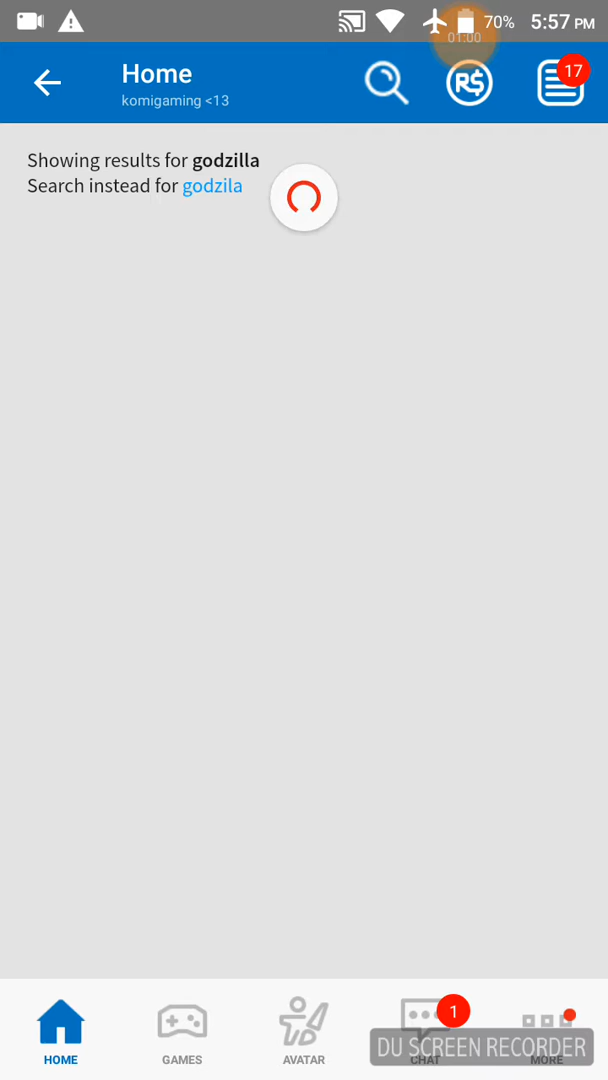 70%
5:57 PM
01:00
Home
komigaming <13
R$
17
Showing results for godzilla
Search instead for godzila
1
HOME
GAMES
AVATAR
CHAT
MORE
DU SCREEN RECORDER